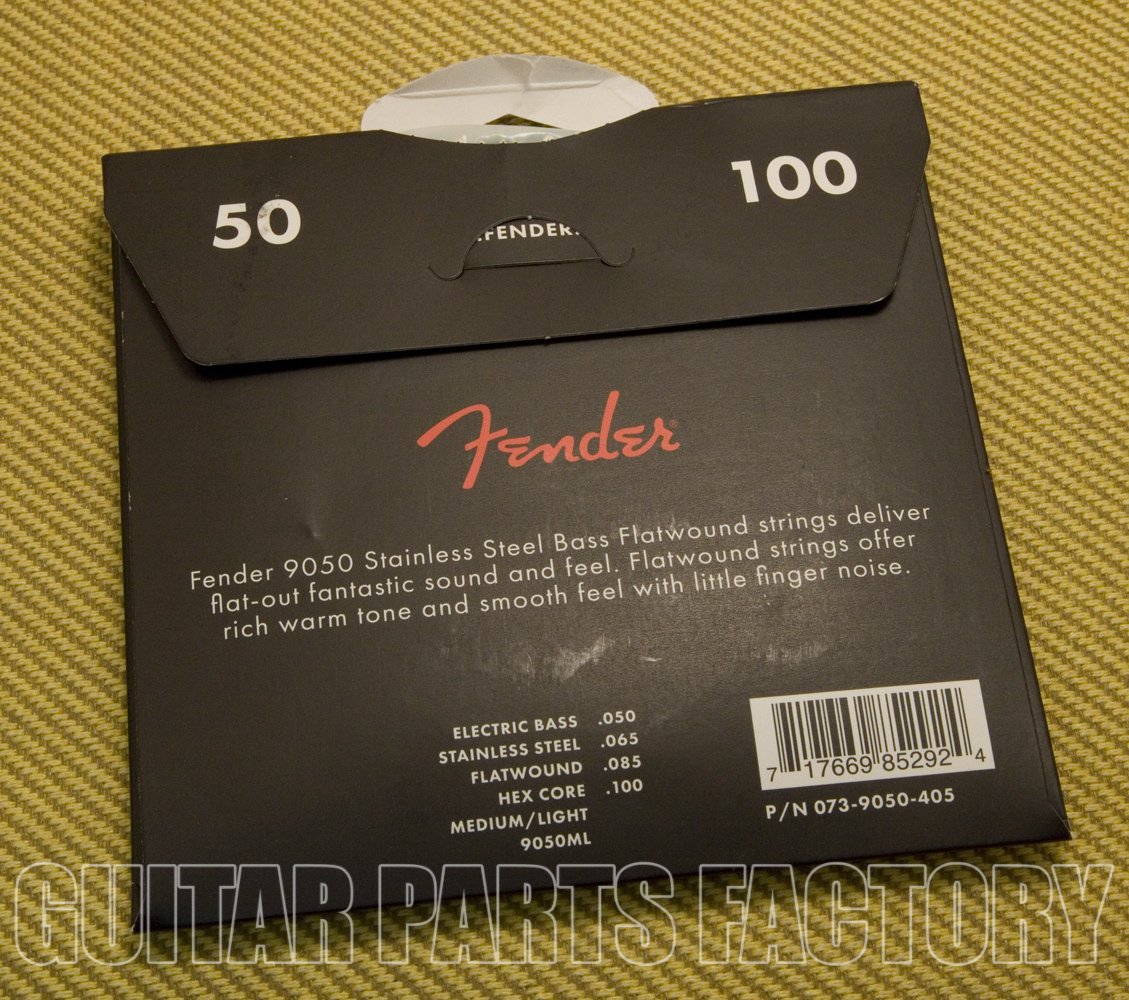 50
100
.FENDER.
Fender
Fender 9050 Stainless Steel Bass Flatwound strings deliver
flat-out fantastic sound and feel. Flatwound strings offer
rich warm tone and smooth feel with little finger noise.
ELECTRIC BASS .050
STAINLESS STEEL .065
FLATWOUND .085
HEX CORE .100
MEDIUM/LIGHT
9050ML
7 17669 85292 4
P/N 073-9050-405
GUITAR PARTS FACTORY